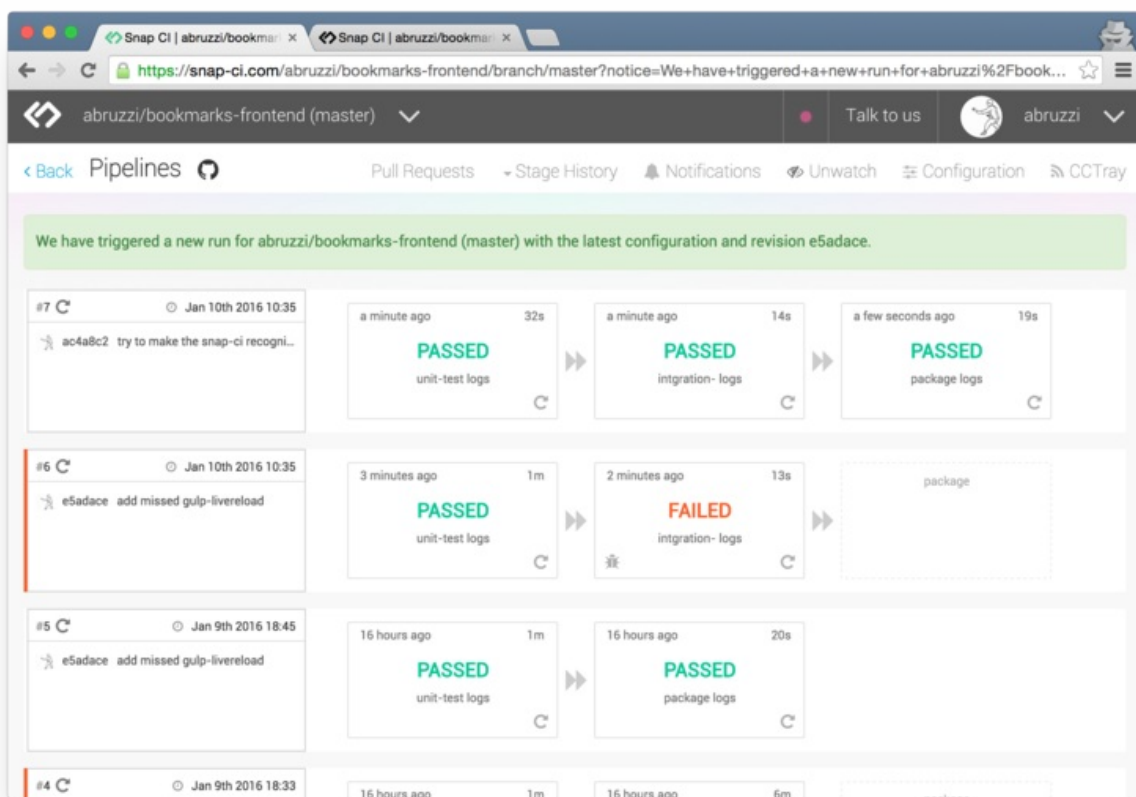 Snap CI | abruzzi/bookmar
Snap CI | abruzzi/bookmar
https://snap-ci.com/abruzzi/bookmarks-frontend/branch/master?notice=We+have+triggered+a+new+run+for+abruzzi%2Fbook...
abruzzi/bookmarks-frontend (master)
Talk to us
abruzzi
Back
Pipelines
Pull Requests
Stage History
Notifications
Unwatch
Configuration
CCTray
We have triggered a new run for abruzzi/bookmarks-frontend (master) with the latest configuration and revision e5adace.
#7
Jan 10th 2016 10:35
ac4a8c2 try to make the snap-ci recogni...
a minute ago 32s
PASSED
unit-test logs
a minute ago 14s
PASSED
intgration- logs
a few seconds ago 19s
PASSED
package logs
#6
Jan 10th 2016 10:35
e5adace add missed gulp-livereload
3 minutes ago 1m
PASSED
unit-test logs
2 minutes ago 13s
FAILED
intgration- logs
package
#5
Jan 9th 2016 18:45
e5adace add missed gulp-livereload
16 hours ago 1m
PASSED
unit-test logs
16 hours ago 20s
PASSED
package logs
#4
Jan 9th 2016 18:33
16 hours ago 1m
16 hours ago 6m